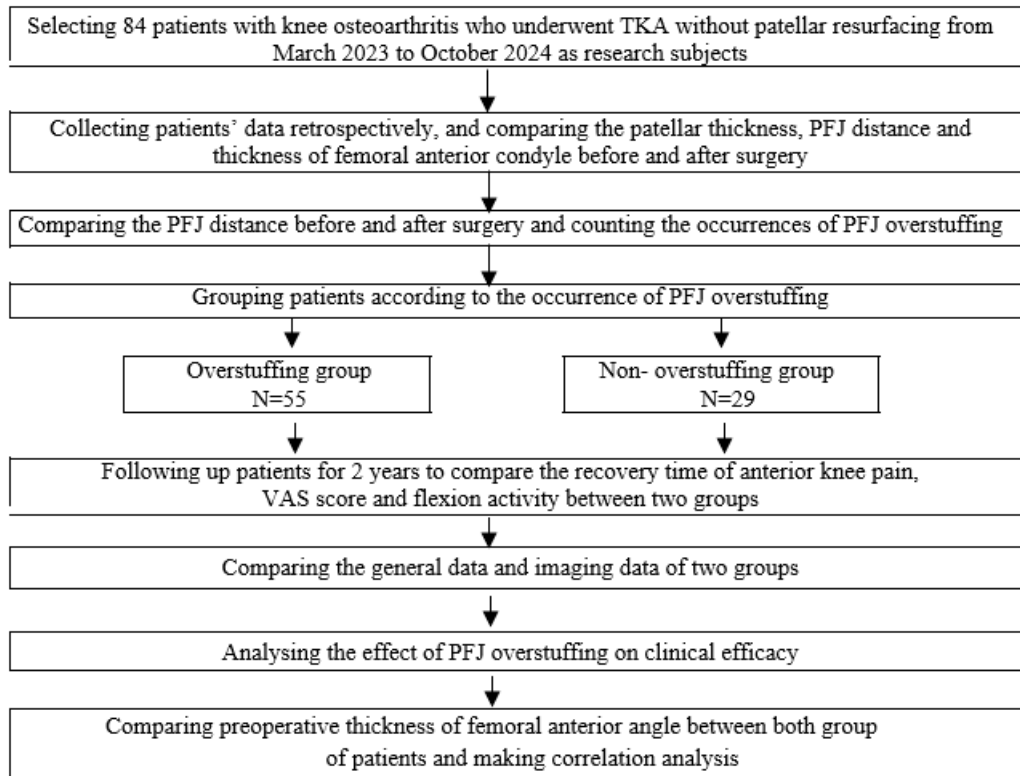 Selecting 84 patients with knee osteoarthritis who underwent TKA without patellar resurfacing from
March 2023 to October 2024 as research subjects
Collecting patients’ data retrospectively, and comparing the patellar thickness, PFJ distance and
thickness of femoral anterior condyle before and after surgery
Comparing the PFJ distance before and after surgery and counting the occurrences of PFJ overstuffing
Grouping patients according to the occurrence of PFJ overstuffing
Overstuffing group
N=55
Non- overstuffing group
N=29
Following up patients for 2 years to compare the recovery time of anterior knee pain,
VAS score and flexion activity between two groups
Comparing the general data and imaging data of two groups
Analysing the effect of PFJ overstuffing on clinical efficacy
Comparing preoperative thickness of femoral anterior angle between both group
of patients and making correlation analysis